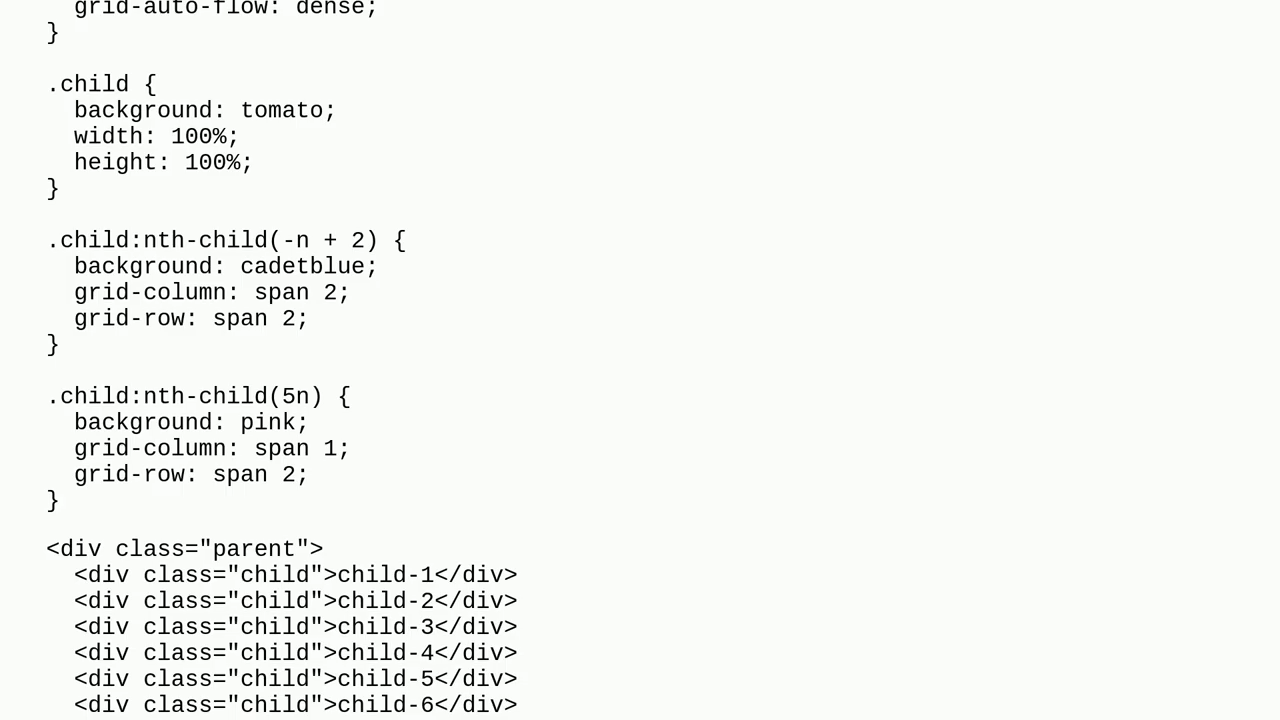 grid-auto-flow: dense;
}
.child {
background: tomato;
width: 100%;
height: 100%;
}
.child:nth-child(-n + 2) {
background: cadetblue;
grid-column: span 2;
grid-row: span 2;
}
.child:nth-child(5n) {
background: pink;
grid-column: span 1;
grid-row: span 2;
}
<div class="parent">
<div class="child">child-1</div>
<div class="child">child-2</div>
<div class="child">child-3</div>
<div class="child">child-4</div>
<div class="child">child-5</div>
<div class="child">child-6</div>